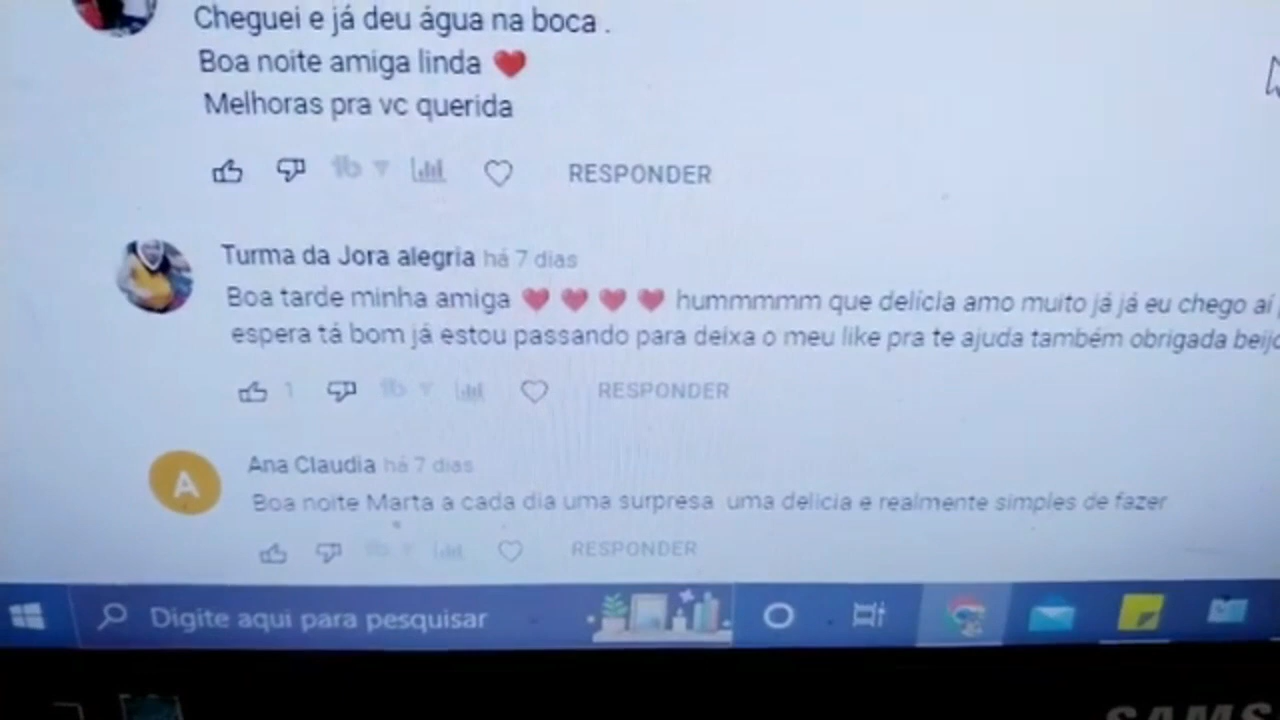 Cheguei e já deu água na boca .
Boa noite amiga linda ❤️
Melhoras pra vc querida
RESPONDER
Turma da Jora alegria há 7 dias
Boa tarde minha amiga ❤️ ❤️ ❤️ ❤️ hummmmm que delicia amo muito já já eu chego aí
espera tá bom já estou passando para deixa o meu like pra te ajuda também obrigada
1 RESPONDER
A
Ana Claudia há 7 dias
Boa noite Marta a cada dia uma surpresa uma delicia e realmente simples de fazer
RESPONDER
Digite aqui para pesquisar